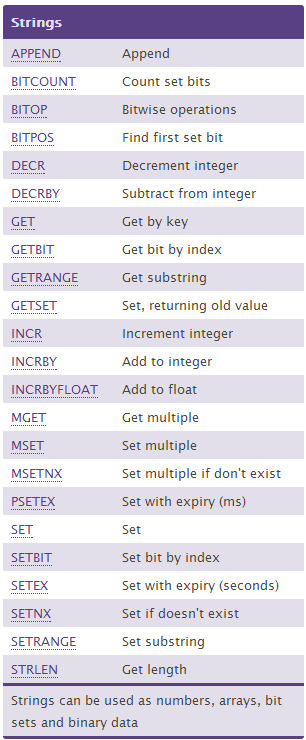 Strings
APPEND Append
BITCOUNT Count set bits
BITOP Bitwise operations
BITPOS Find first set bit
DECR Decrement integer
DECRBY Subtract from integer
GET Get by key
GETBIT Get bit by index
GETRANGE Get substring
GETSET Set, returning old value
INCR Increment integer
INCRBY Add to integer
INCRBYFLOAT Add to float
MGET Get multiple
MSET Set multiple
MSETNX Set multiple if don't exist
PSETEX Set with expiry (ms)
SET Set
SETBIT Set bit by index
SETEX Set with expiry (seconds)
SETNX Set if doesn't exist
SETRANGE Set substring
STRLEN Get length
Strings can be used as numbers, arrays, bit
sets and binary data